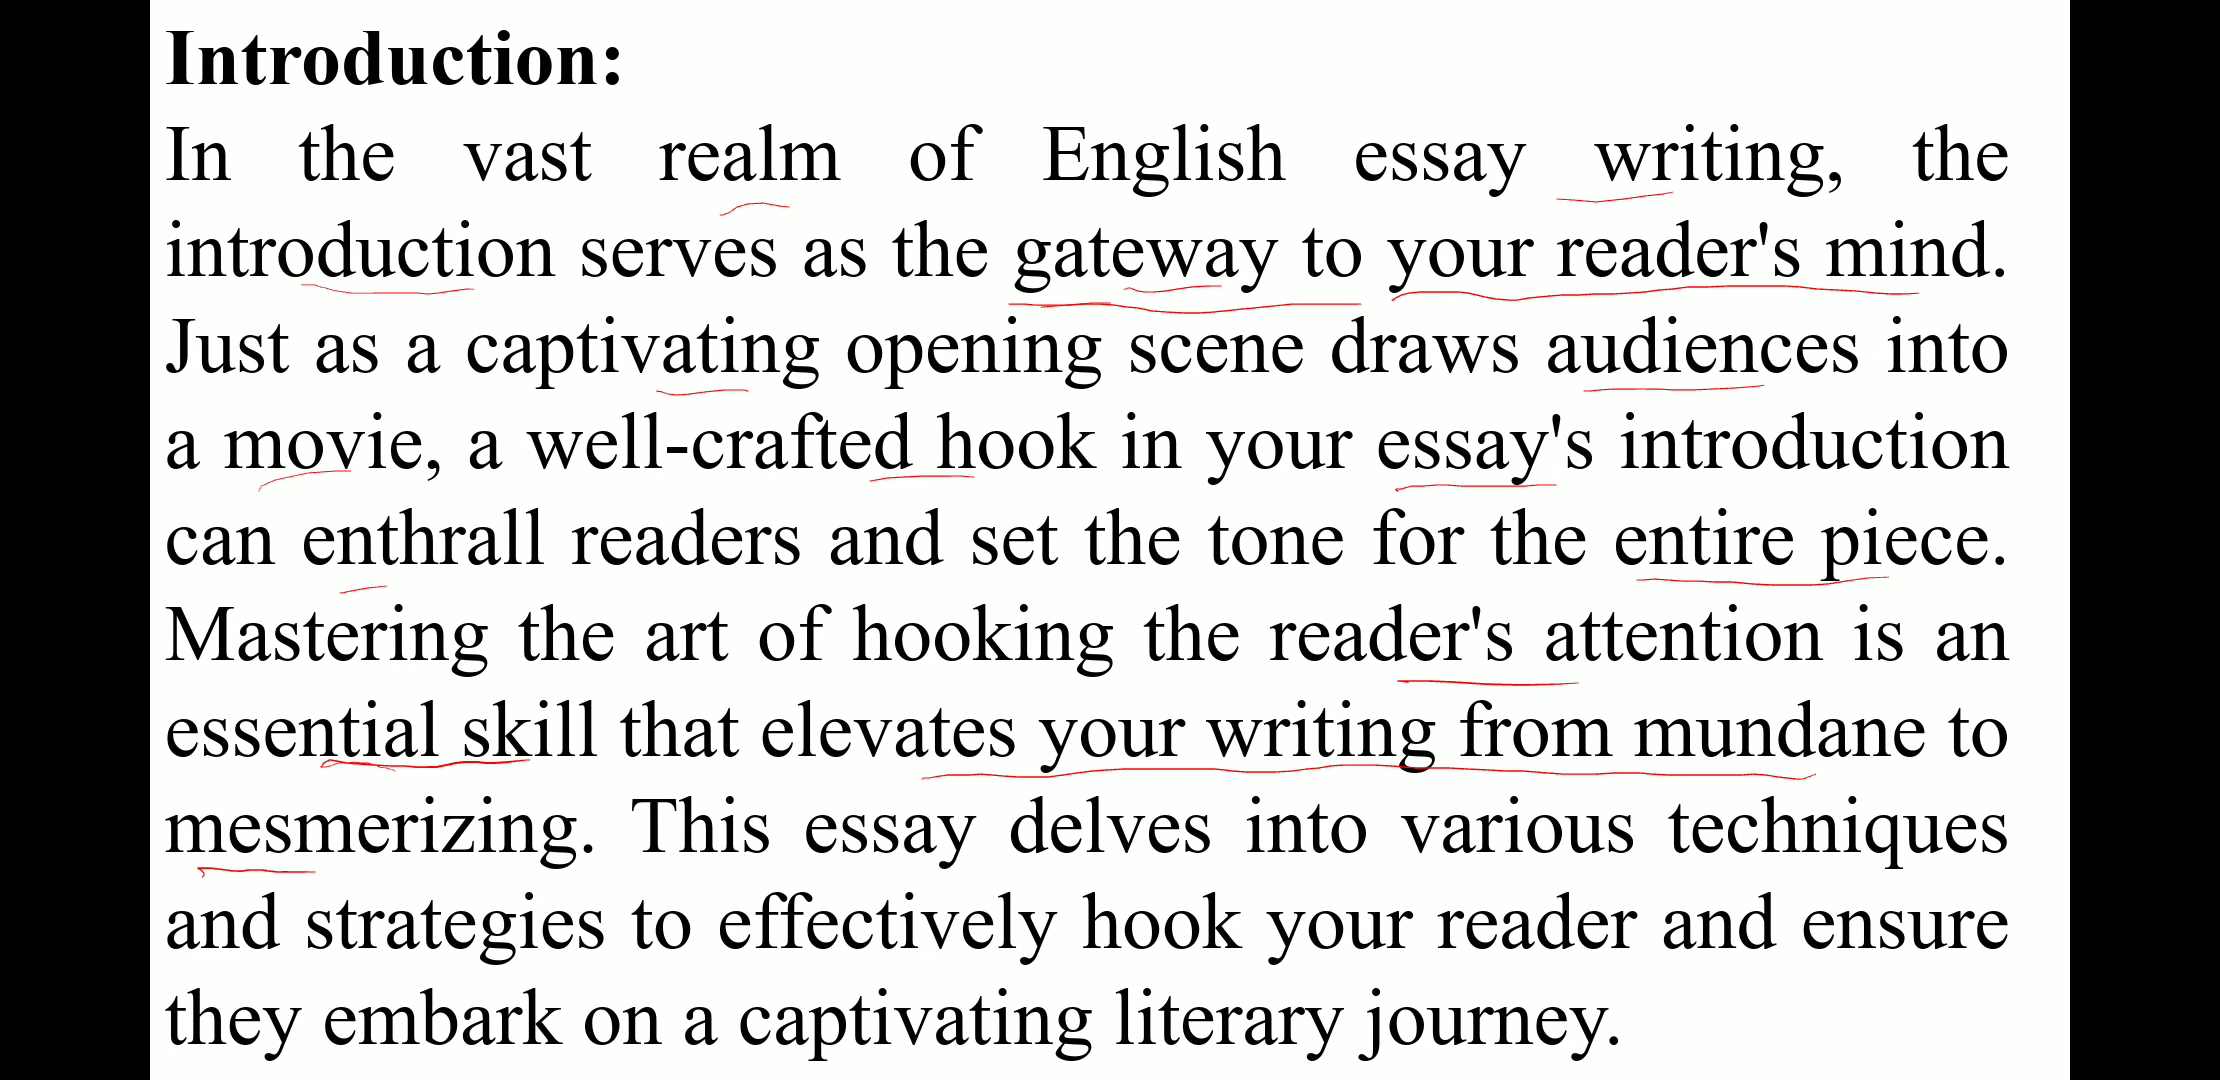 Introduction:
In the vast realm of English essay writing, the
introduction serves as the gateway to your reader's mind.
Just as a captivating opening scene draws audiences into
a movie, a well-crafted hook in your essay's introduction
can enthrall readers and set the tone for the entire piece.
Mastering the art of hooking the reader's attention is an
essential skill that elevates your writing from mundane to
mesmerizing. This essay delves into various techniques
and strategies to effectively hook your reader and ensure
they embark on a captivating literary journey.